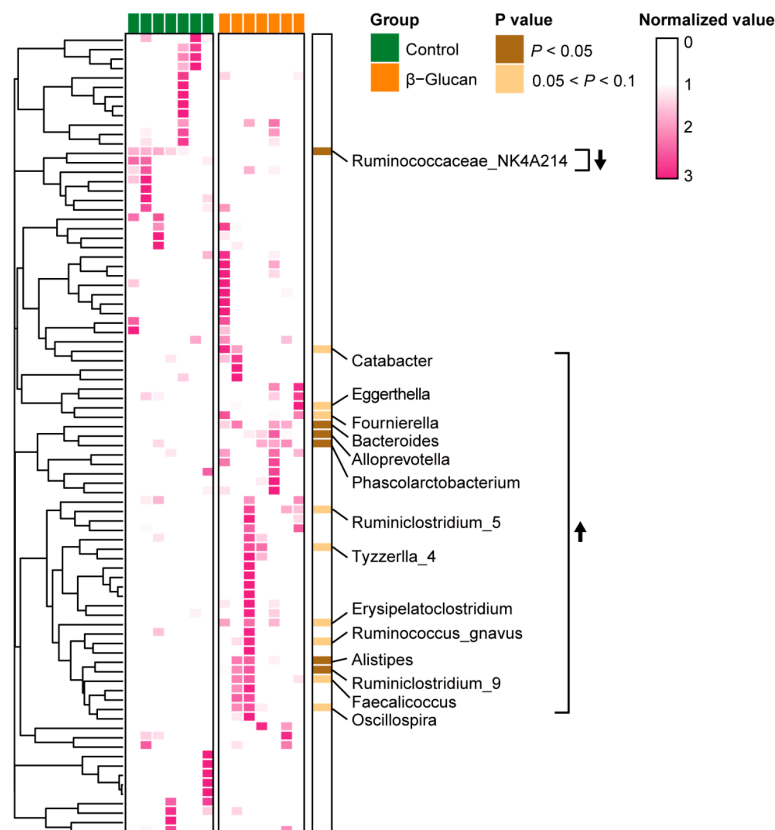 Group
P value
Normalized value
Control
P < 0.05
β−Glucan
0.05 < P < 0.1
0
1
2
3
Ruminococcaceae_NK4A214
Catabacter
Eggerthella
Fournierella
Bacteroides
Alloprevotella
Phascolarctobacterium
Ruminiclostridium_5
Tyzzerlla_4
Erysipelatoclostridium
Ruminococcus_gnavus
Alistipes
Ruminiclostridium_9
Faecalicoccus
Oscillospira